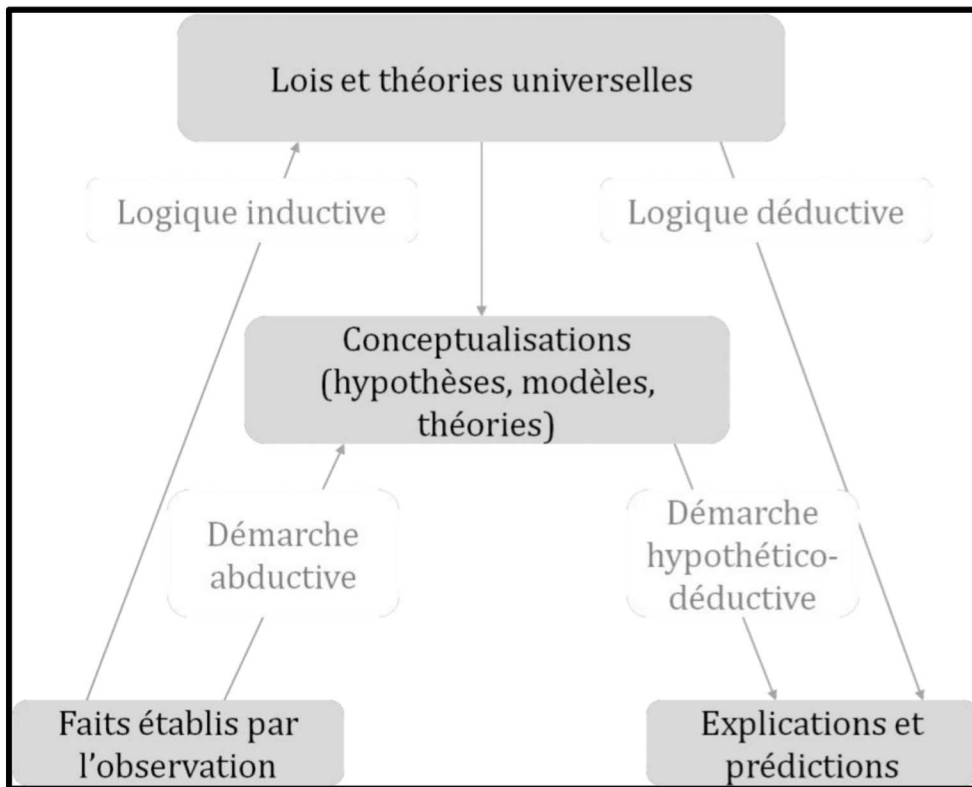 Lois et théories universelles
Logique inductive
Logique déductive
Conceptualisations
(hypothèses, modèles,
théories)
Démarche
abductive
Démarche
hypothético-
déductive
Faits établis par
l’observation
Explications et
prédictions